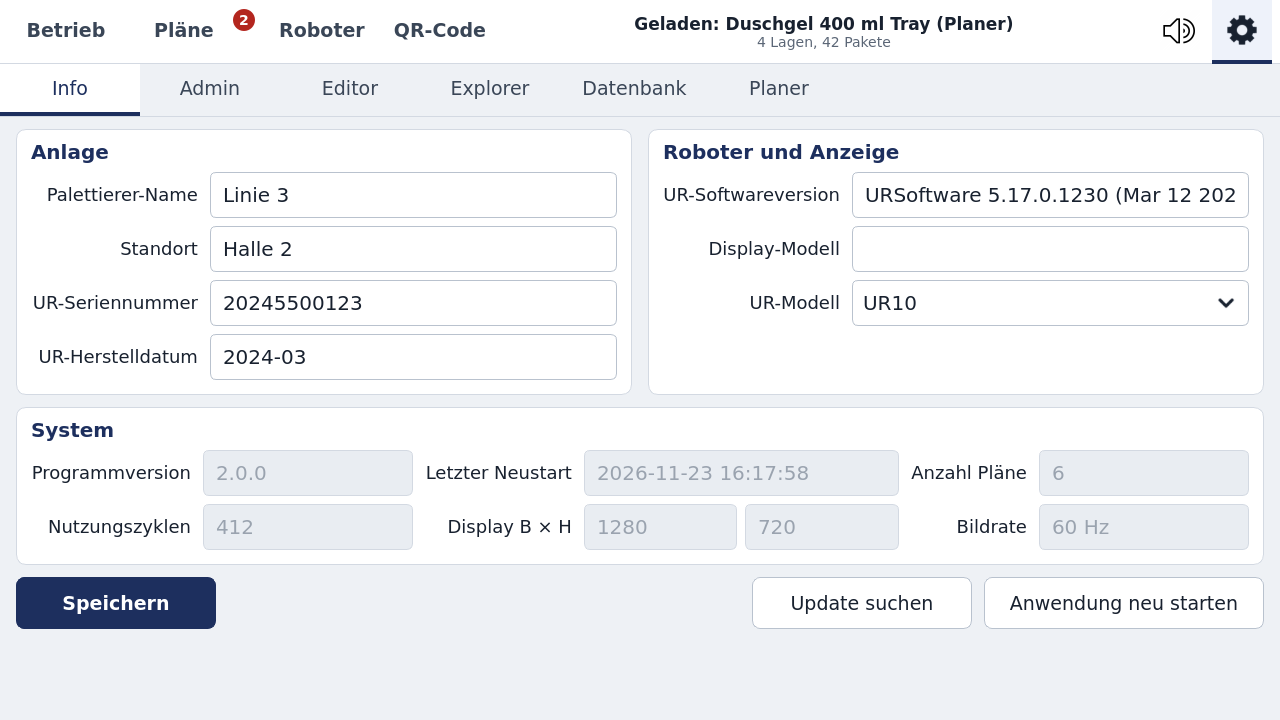 Betrieb Pläne 2 Roboter QR-Code Geladen: Duschgel 400 ml Tray (Planer)
4 Lagen, 42 Pakete
Info Admin Editor Explorer Datenbank Planer
Anlage
Palettierer-Name Linie 3
Standort Halle 2
UR-Seriennummer 20245500123
UR-Herstelldatum 2024-03
Roboter und Anzeige
UR-Softwareversion URSoftware 5.17.0.1230 (Mar 12 202
Display-Modell
UR-Modell UR10
System
Programmversion 2.0.0 Letzter Neustart 2026-11-23 16:17:58 Anzahl Pläne 6
Nutzungszyklen 412 Display B × H 1280 720 Bildrate 60 Hz
Speichern Update suchen Anwendung neu starten